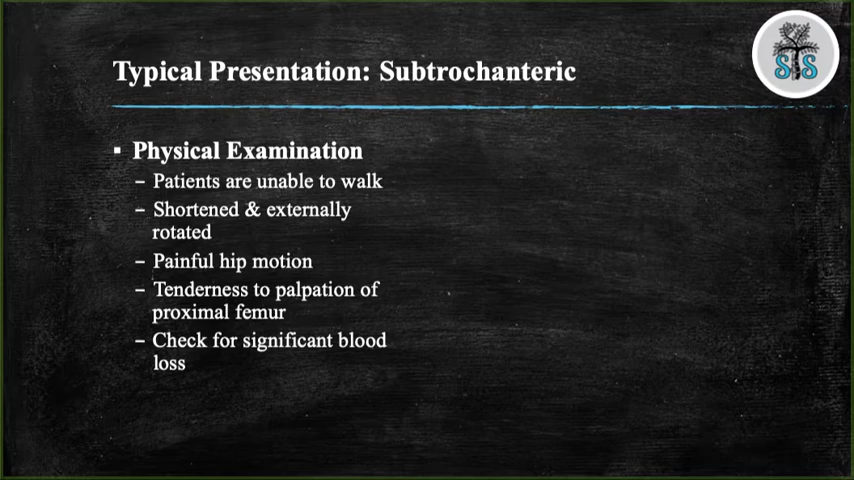 Typical Presentation: Subtrochanteric
STS
▪ Physical Examination
– Patients are unable to walk
– Shortened & externally
rotated
– Painful hip motion
– Tenderness to palpation of
proximal femur
– Check for significant blood
loss